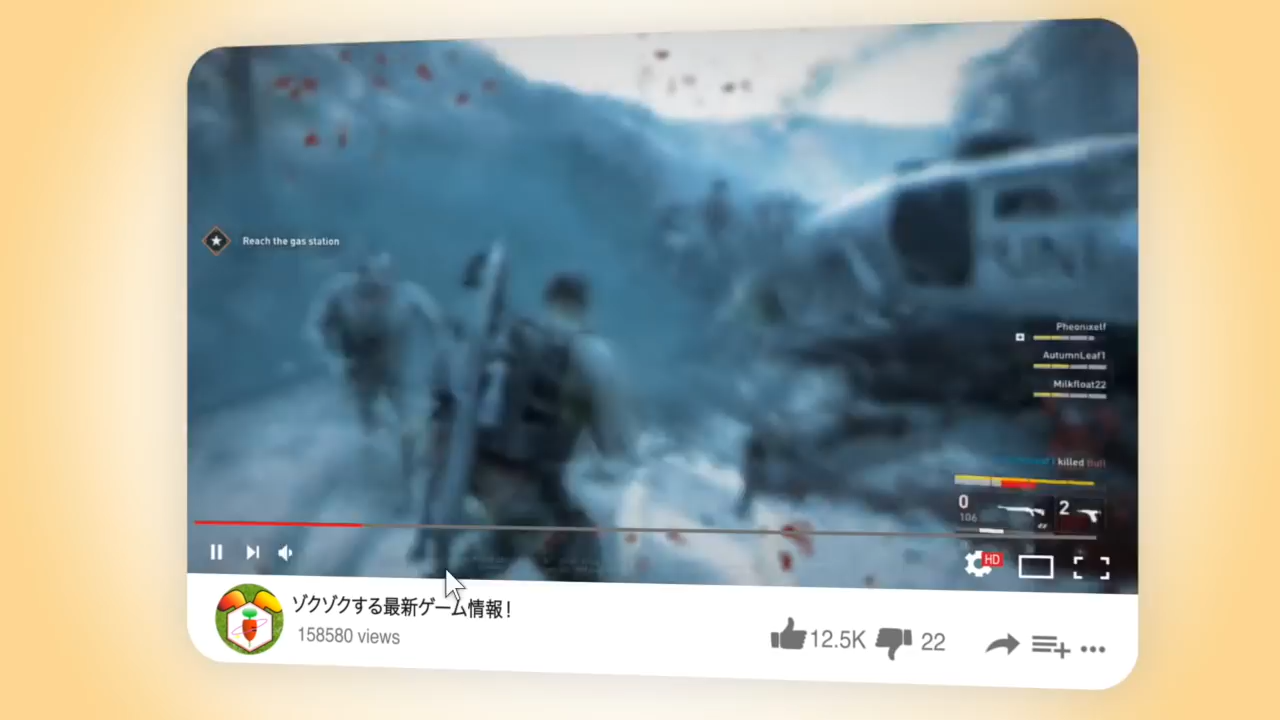 Reach the gas station
Pheonixelf
AutumnLeaf1
Milkfloat22
killed Bull
0
106
2
HD
ゾクゾクする最新ゲーム情報！
158580 views
12.5K
22